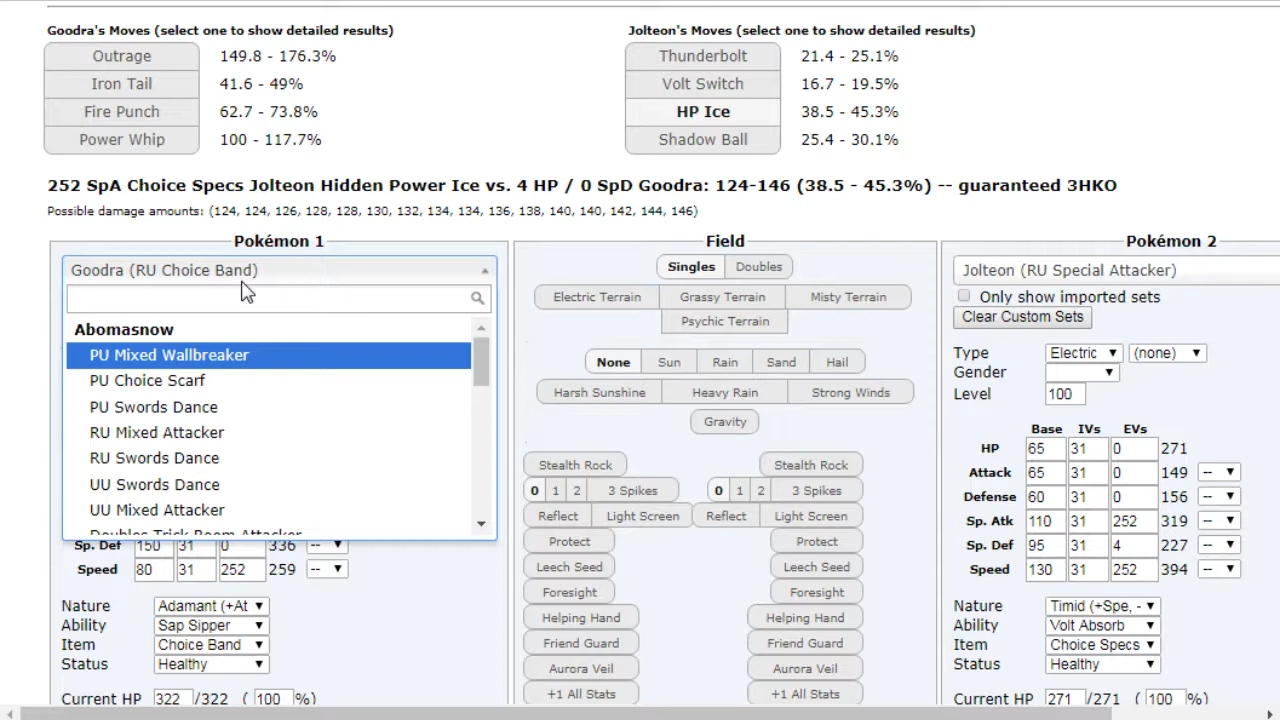 Goodra's Moves (select one to show detailed results)
Outrage 149.8 - 176.3%
Iron Tail 41.6 - 49%
Fire Punch 62.7 - 73.8%
Power Whip 100 - 117.7%
Jolteon's Moves (select one to show detailed results)
Thunderbolt 21.4 - 25.1%
Volt Switch 16.7 - 19.5%
HP Ice 38.5 - 45.3%
Shadow Ball 25.4 - 30.1%
252 SpA Choice Specs Jolteon Hidden Power Ice vs. 4 HP / 0 SpD Goodra: 124-146 (38.5 - 45.3%) -- guaranteed 3HKO
Possible damage amounts: (124, 124, 126, 128, 128, 130, 132, 134, 134, 136, 138, 140, 140, 142, 144, 146)
Pokémon 1
Goodra (RU Choice Band)
Abomasnow
PU Mixed Wallbreaker
PU Choice Scarf
PU Swords Dance
RU Mixed Attacker
RU Swords Dance
UU Swords Dance
UU Mixed Attacker
Doubles Trick Room Attacker
Sp. Def 150 31 0 336 --
Speed 80 31 252 259 --
Nature Adamant (+At
Ability Sap Sipper
Item Choice Band
Status Healthy
Current HP 322 /322 ( 100 %)
Field
Singles Doubles
Electric Terrain Grassy Terrain Misty Terrain
Psychic Terrain
None Sun Rain Sand Hail
Harsh Sunshine Heavy Rain Strong Winds
Gravity
Stealth Rock Stealth Rock
0 1 2 3 Spikes 0 1 2 3 Spikes
Reflect Light Screen Reflect Light Screen
Protect Protect
Leech Seed Leech Seed
Foresight Foresight
Helping Hand Helping Hand
Friend Guard Friend Guard
Aurora Veil Aurora Veil
+1 All Stats +1 All Stats
Pokémon 2
Jolteon (RU Special Attacker)
Only show imported sets
Clear Custom Sets
Type Electric (none)
Gender
Level 100
Base IVs EVs
HP 65 31 0 271
Attack 65 31 0 149 --
Defense 60 31 0 156 --
Sp. Atk 110 31 252 319 --
Sp. Def 95 31 4 227 --
Speed 130 31 252 394 --
Nature Timid (+Spe, -
Ability Volt Absorb
Item Choice Specs
Status Healthy
Current HP 271 /271 ( 100 %)